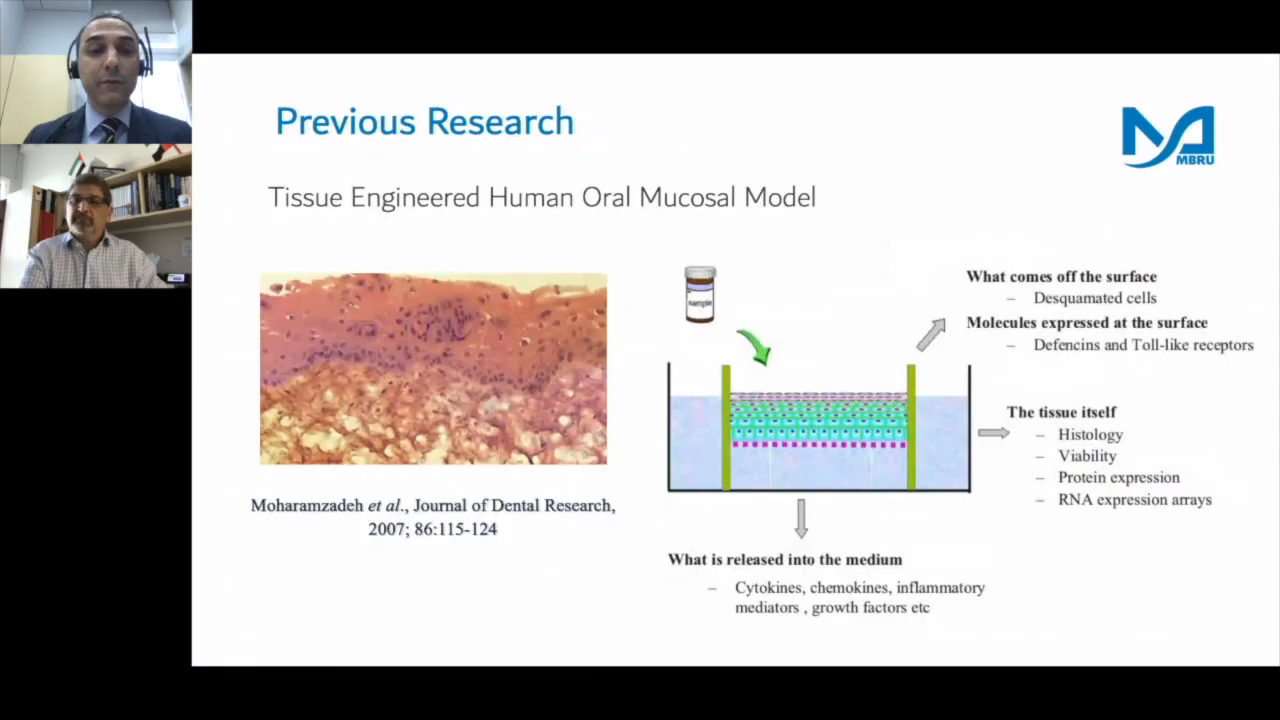 Previous Research
MBRU
Tissue Engineered Human Oral Mucosal Model
sample
What comes off the surface
– Desquamated cells
Molecules expressed at the surface
– Defencins and Toll-like receptors
The tissue itself
– Histology
– Viability
– Protein expression
– RNA expression arrays
Moharamzadeh et al., Journal of Dental Research,
2007; 86:115-124
What is released into the medium
– Cytokines, chemokines, inflammatory
mediators , growth factors etc